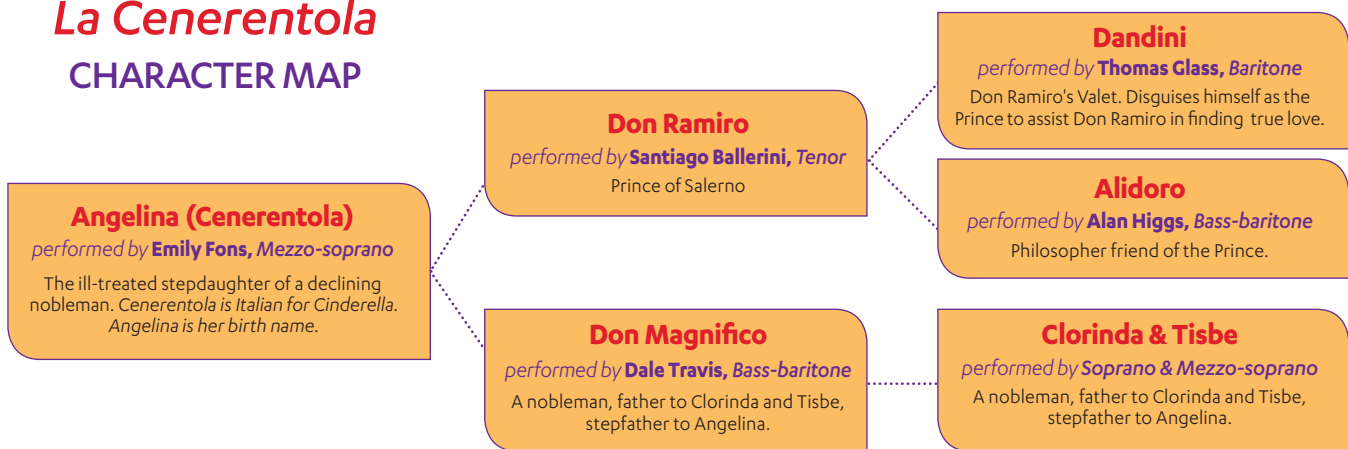 La Cenerentola
CHARACTER MAP
Angelina (Cenerentola)
performed by Emily Fons, Mezzo-soprano
The ill-treated stepdaughter of a declining
nobleman. Cenerentola is Italian for Cinderella.
Angelina is her birth name.
Don Ramiro
performed by Santiago Ballerini, Tenor
Prince of Salerno
Don Magnifico
performed by Dale Travis, Bass-baritone
A nobleman, father to Clorinda and Tisbe,
stepfather to Angelina.
Dandini
performed by Thomas Glass, Baritone
Don Ramiro's Valet. Disguises himself as the
Prince to assist Don Ramiro in finding true love.
Alidoro
performed by Alan Higgs, Bass-baritone
Philosopher friend of the Prince.
Clorinda & Tisbe
performed by Soprano & Mezzo-soprano
A nobleman, father to Clorinda and Tisbe,
stepfather to Angelina.